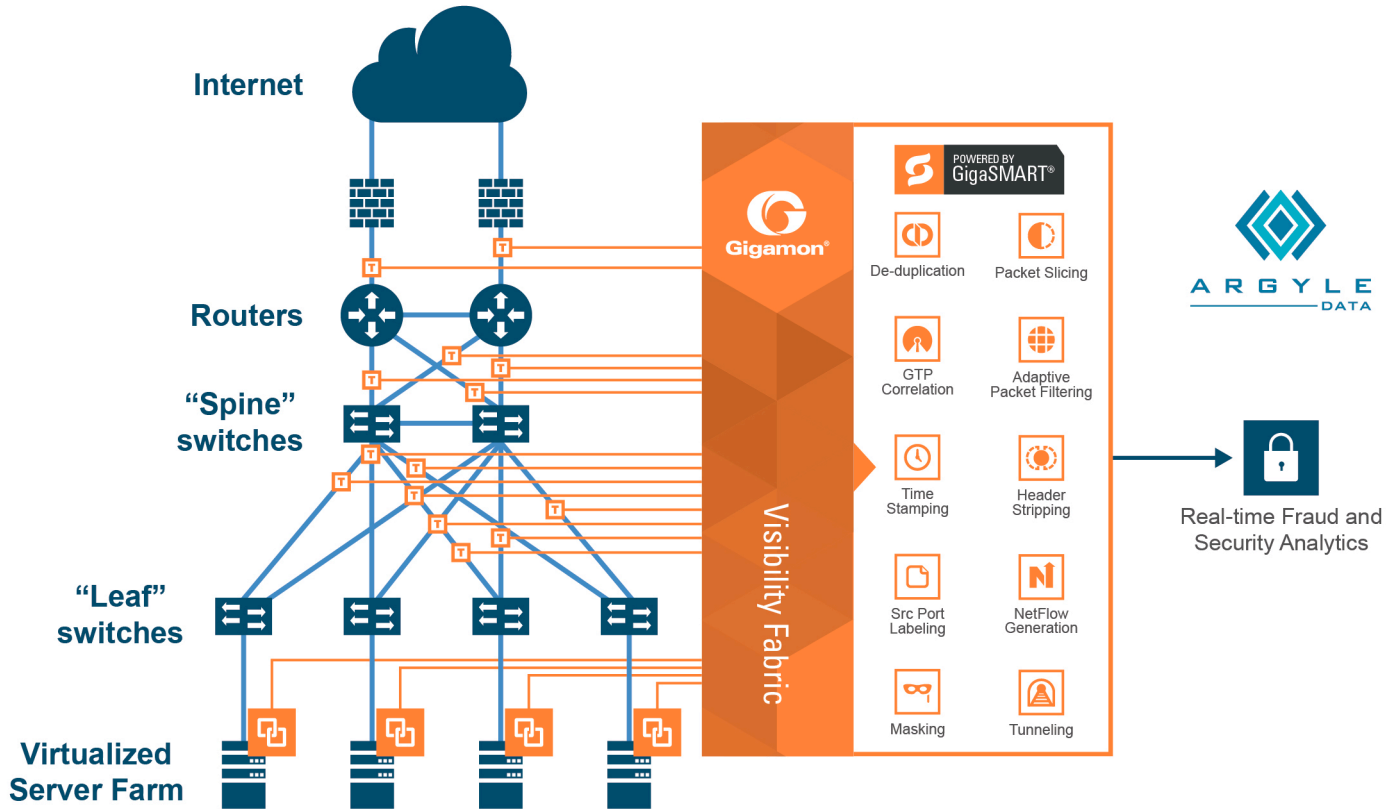 Internet
Routers
“Spine”
switches
“Leaf”
switches
Virtualized
Server Farm
T
T
T
T
T
T
T
T
T
T
T
T
T
T
Gigamon®
Visibility Fabric
POWERED BY
GigaSMART®
De-duplication
Packet Slicing
GTP
Correlation
Adaptive
Packet Filtering
Time
Stamping
Header
Stripping
Src Port
Labeling
N
NetFlow
Generation
Masking
Tunneling
ARGYLE
DATA
Real-time Fraud and
Security Analytics